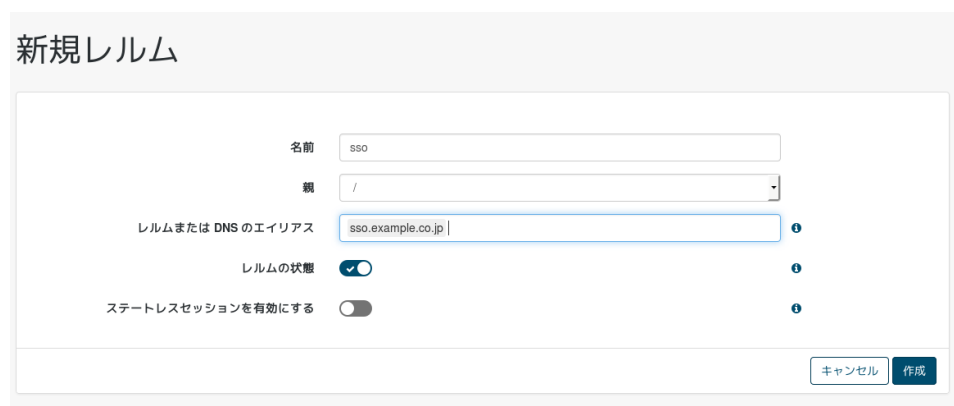 新規レルム
名前 sso
親 /
レルムまたは DNS のエイリアス sso.example.co.jp
レルムの状態
ステートレスセッションを有効にする
キャンセル 作成